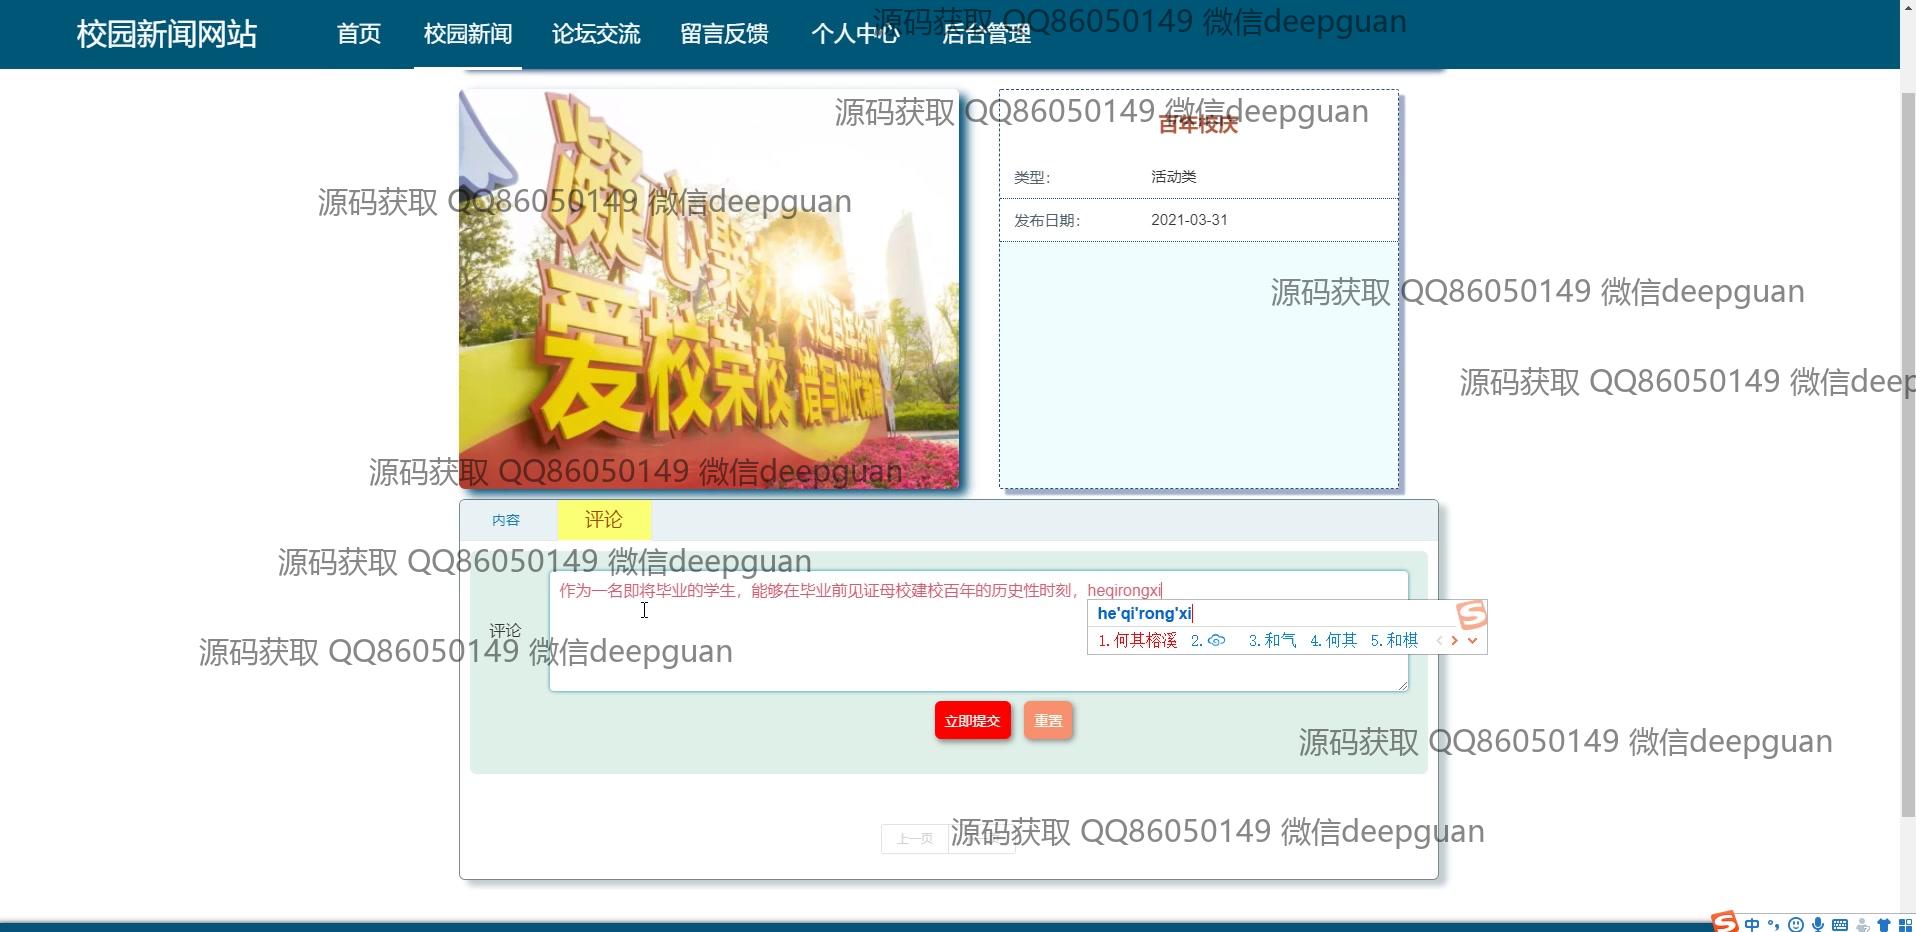 校园新闻网站 首页 校园新闻 论坛交流 留言反馈 个人中心 后台管理
源码获取 QQ86050149 微信deepguan
源码获取 QQ86050149 微信deepguan
百年校庆
类型： 活动类
源码获取 QQ86050149 微信deepguan
发布日期： 2021-03-31
凝心聚
爱校荣校 谱写时代
源码获取 QQ86050149 微信deepguan
源码获取 QQ86050149 微信deep
源码获取 QQ86050149 微信deepguan
内容 评论
源码获取 QQ86050149 微信deepguan
作为一名即将毕业的学生，能够在毕业前见证母校建校百年的历史性时刻，heqirongxi
he'qi'rong'xi
评论
1.何其榕溪 2. 3.和气 4.何其 5.和棋
源码获取 QQ86050149 微信deepguan
立即提交 重置
源码获取 QQ86050149 微信deepguan
上一页
源码获取 QQ86050149 微信deepguan
中